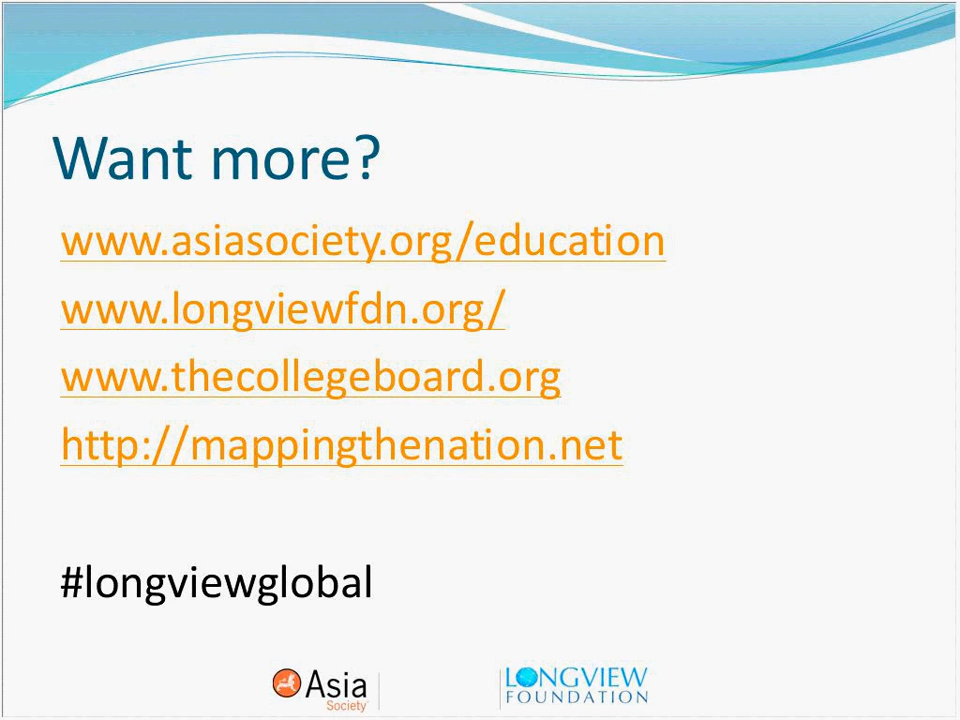 Want more?
www.asiasociety.org/education
www.longviewfdn.org/
www.thecollegeboard.org
http://mappingthenation.net
#longviewglobal
Asia
Society
LONGVIEW
FOUNDATION